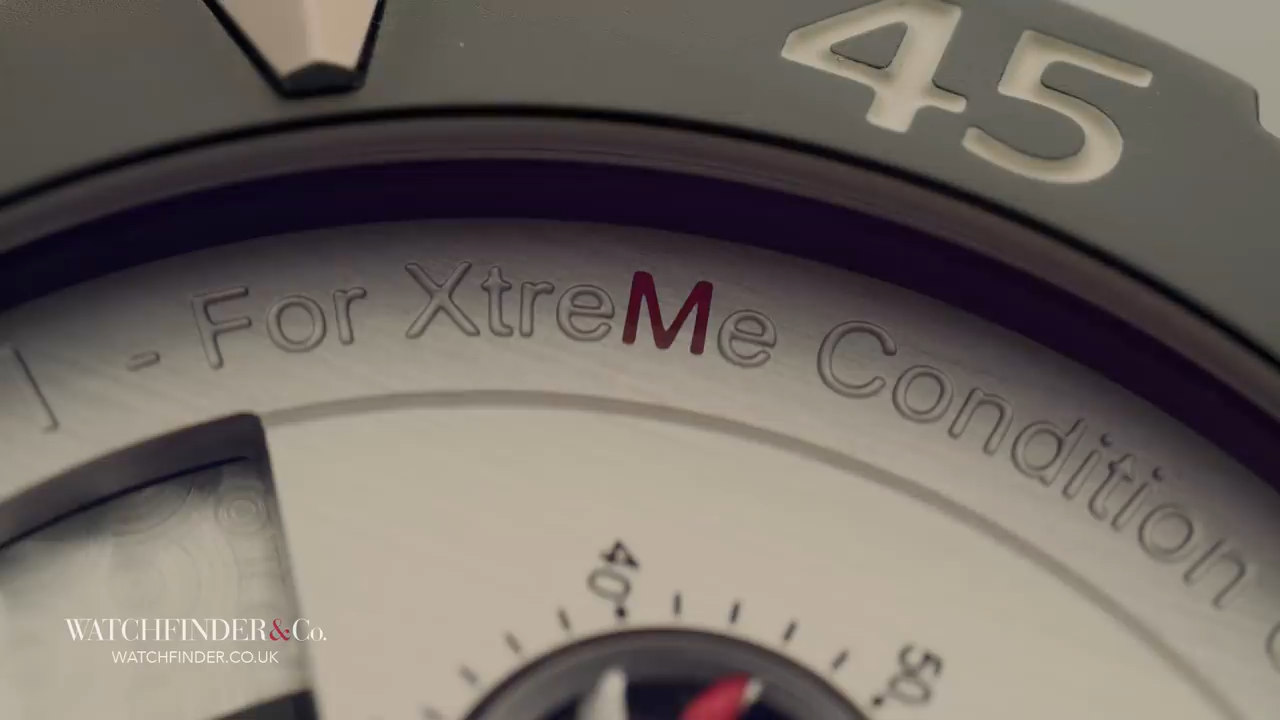 45
- For XtreMe Condition
40
50
WATCHFINDER&Co.
WATCHFINDER.CO.UK